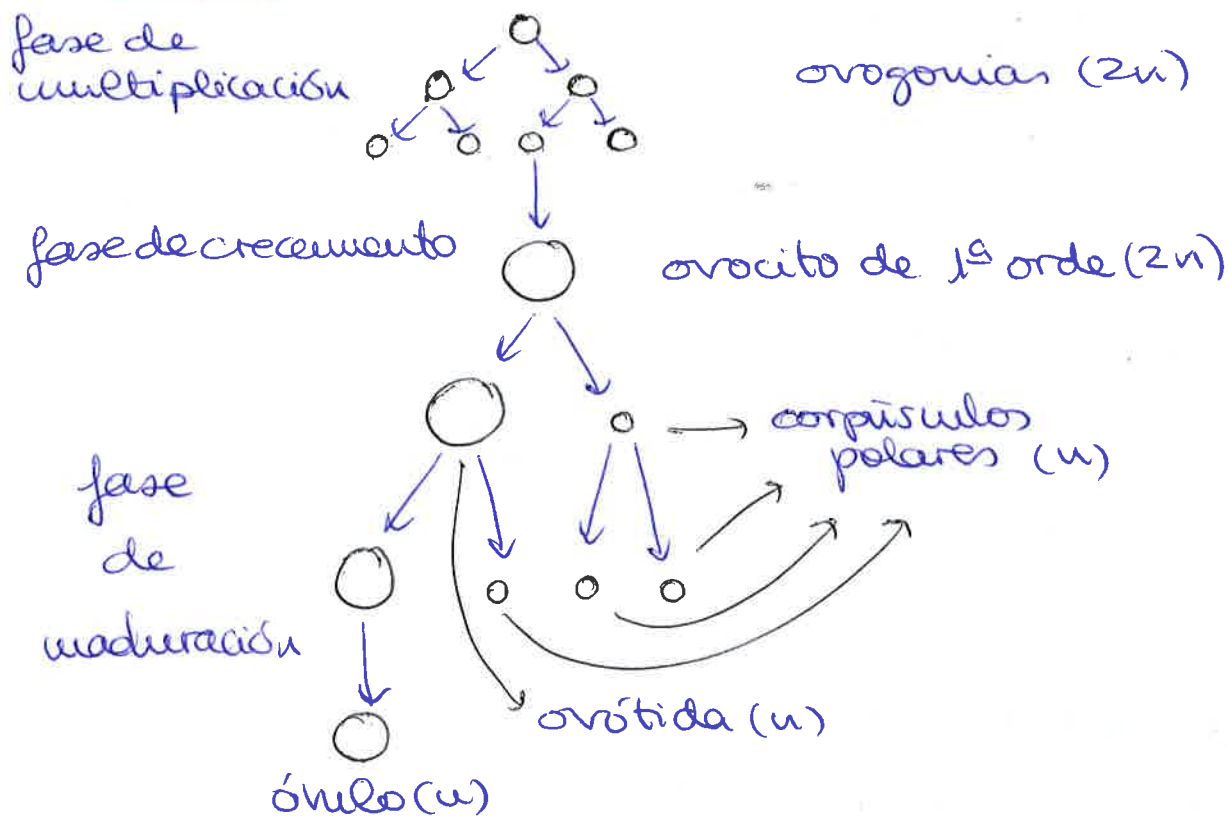 fase de
multiplicación
ovogonias (2n)
fase de crecemento
ovocito de 1ª orde (2n)
corpúsculos
polares (n)
fase
de
maduración
ovótida (n)
óvulo (n)